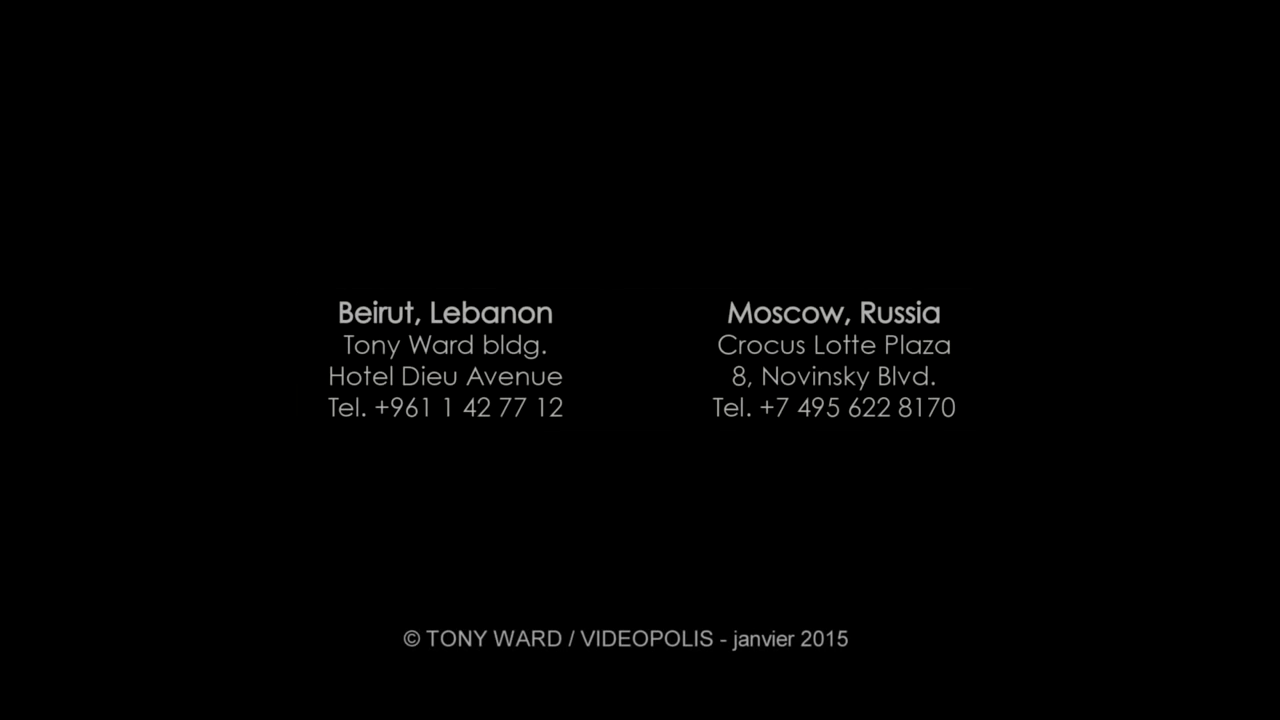 Beirut, Lebanon
Tony Ward bldg.
Hotel Dieu Avenue
Tel. +961 1 42 77 12
Moscow, Russia
Crocus Lotte Plaza
8, Novinsky Blvd.
Tel. +7 495 622 8170
© TONY WARD / VIDEOPOLIS - janvier 2015